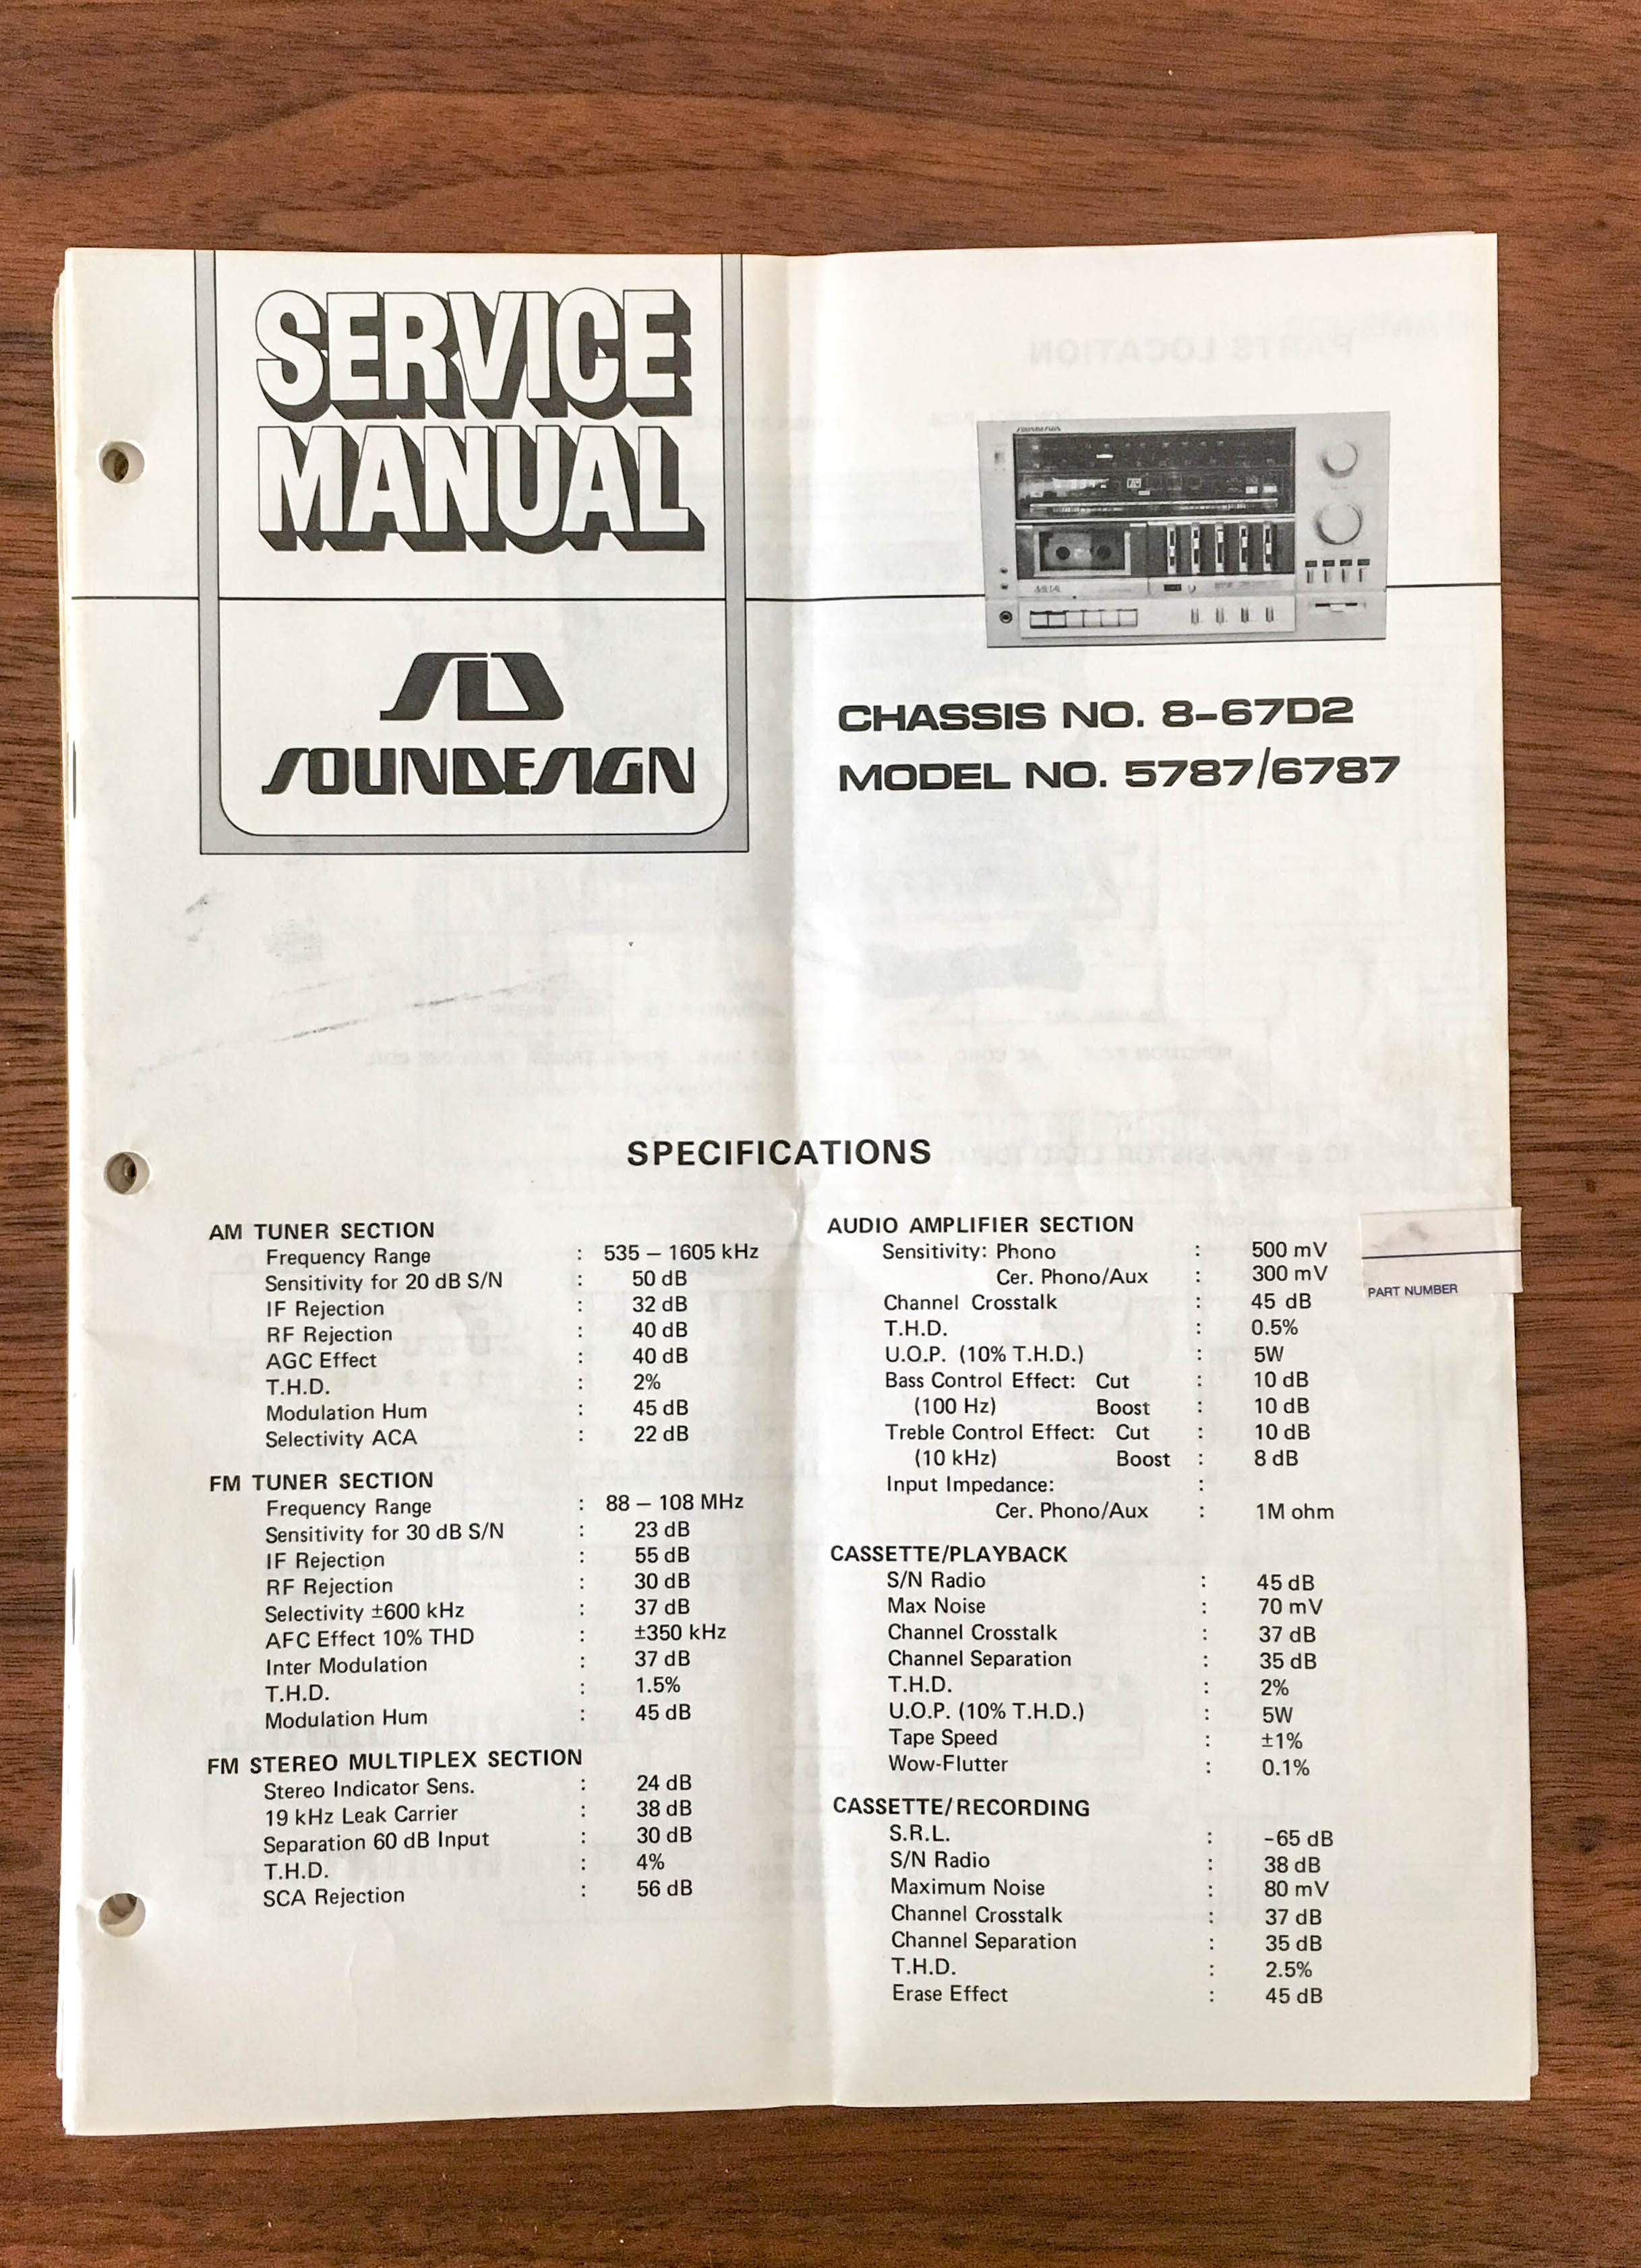 SERVICE
MANUAL
SOUNDESIGN
SOUNDESIGN
METAL
CHASSIS NO. 8-67D2
MODEL NO. 5787/6787
SPECIFICATIONS
AM TUNER SECTION
Frequency Range : 535 – 1605 kHz
Sensitivity for 20 dB S/N : 50 dB
IF Rejection : 32 dB
RF Rejection : 40 dB
AGC Effect : 40 dB
T.H.D. : 2%
Modulation Hum : 45 dB
Selectivity ACA : 22 dB
FM TUNER SECTION
Frequency Range : 88 – 108 MHz
Sensitivity for 30 dB S/N : 23 dB
IF Rejection : 55 dB
RF Rejection : 30 dB
Selectivity ±600 kHz : 37 dB
AFC Effect 10% THD : ±350 kHz
Inter Modulation : 37 dB
T.H.D. : 1.5%
Modulation Hum : 45 dB
FM STEREO MULTIPLEX SECTION
Stereo Indicator Sens. : 24 dB
19 kHz Leak Carrier : 38 dB
Separation 60 dB Input : 30 dB
T.H.D. : 4%
SCA Rejection : 56 dB
AUDIO AMPLIFIER SECTION
Sensitivity: Phono : 500 mV
Cer. Phono/Aux : 300 mV
Channel Crosstalk : 45 dB
T.H.D. : 0.5%
U.O.P. (10% T.H.D.) : 5W
Bass Control Effect: Cut : 10 dB
(100 Hz) Boost : 10 dB
Treble Control Effect: Cut : 10 dB
(10 kHz) Boost : 8 dB
Input Impedance: :
Cer. Phono/Aux : 1M ohm
CASSETTE/PLAYBACK
S/N Radio : 45 dB
Max Noise : 70 mV
Channel Crosstalk : 37 dB
Channel Separation : 35 dB
T.H.D. : 2%
U.O.P. (10% T.H.D.) : 5W
Tape Speed : ±1%
Wow-Flutter : 0.1%
CASSETTE/RECORDING
S.R.L. : -65 dB
S/N Radio : 38 dB
Maximum Noise : 80 mV
Channel Crosstalk : 37 dB
Channel Separation : 35 dB
T.H.D. : 2.5%
Erase Effect : 45 dB
PART NUMBER